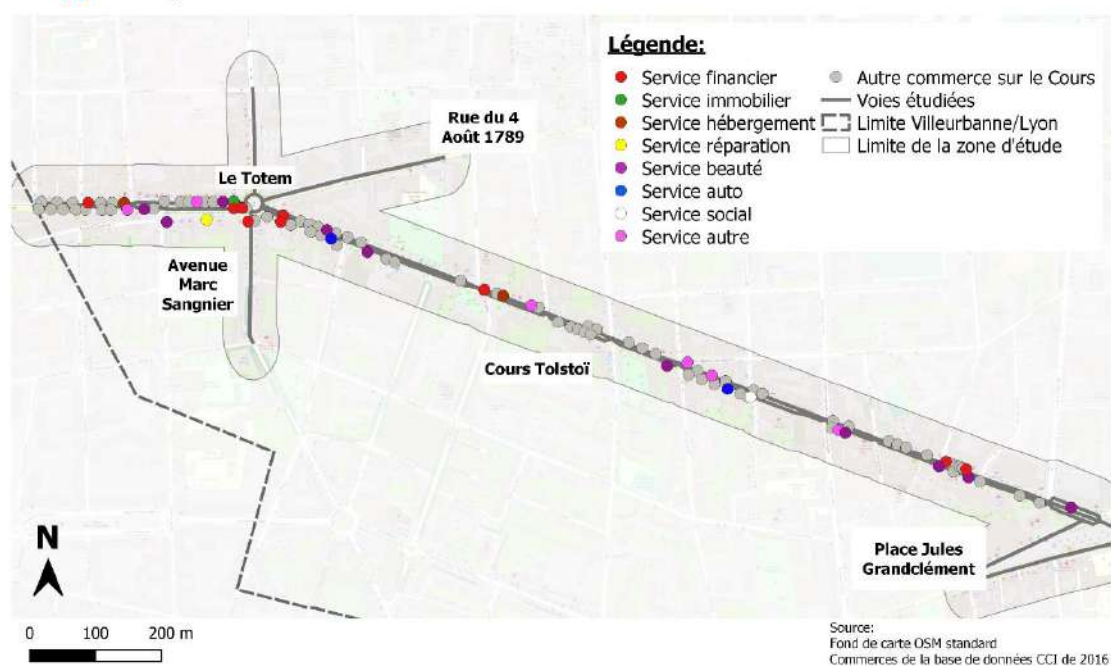 Légende:
Service financier
Service immobilier
Service hébergement
Service réparation
Service beauté
Service auto
Service social
Service autre
Autre commerce sur le Cours
Voies étudiées
Limite Villeurbanne/Lyon
Limite de la zone d'étude
Rue du 4
Août 1789
Le Totem
Avenue
Marc
Sangnier
Cours Tolstoï
Place Jules
Grandclément
N
0 100 200 m
Source:
Fond de carte OSM standard
Commerces de la base de données CCI de 2016